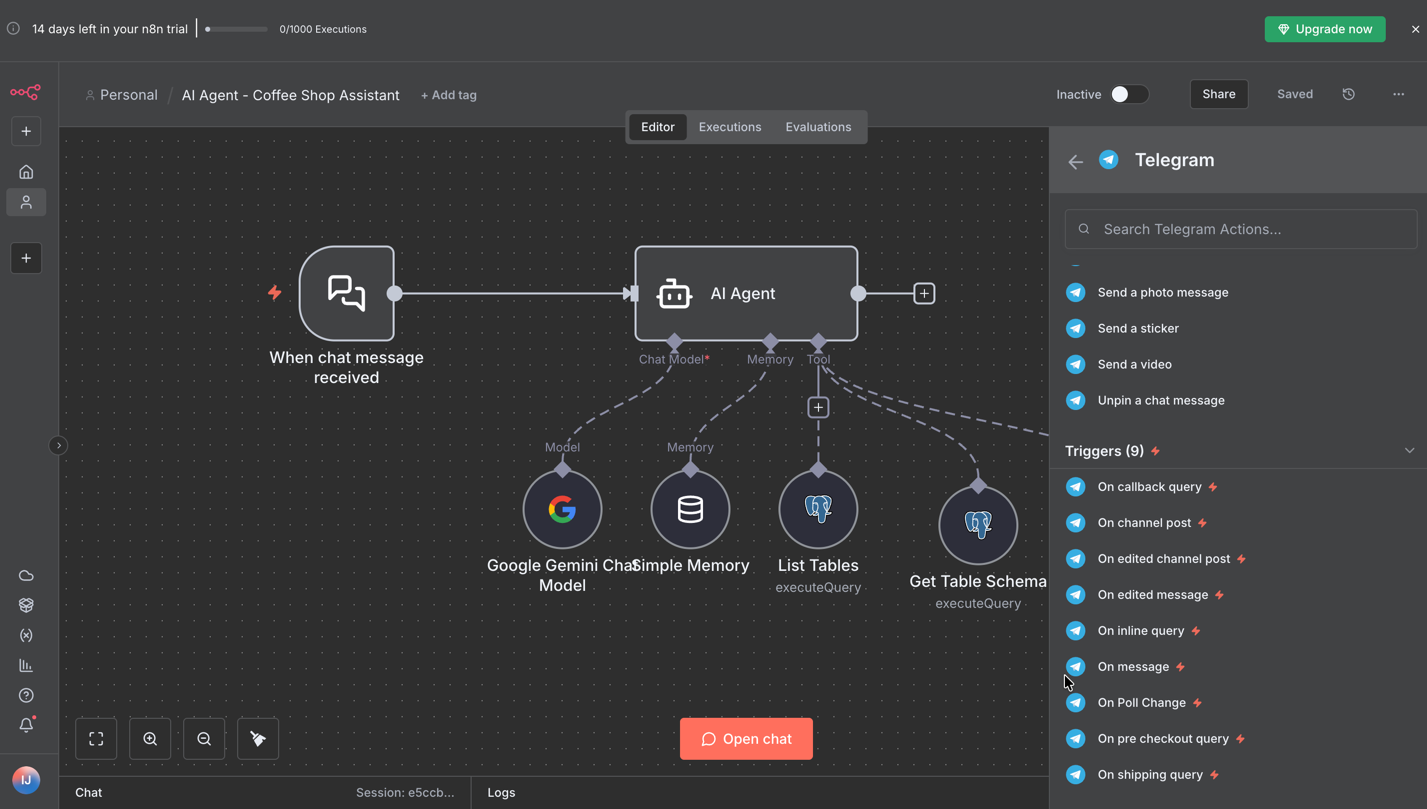 14 days left in your n8n trial
0/1000 Executions
Upgrade now
Personal / AI Agent - Coffee Shop Assistant
+ Add tag
Inactive
Share
Saved
Editor
Executions
Evaluations
When chat message
received
AI Agent
Chat Model*
Memory
Tool
Model
Memory
Google Gemini Chat
Model
Simple Memory
List Tables
executeQuery
Get Table Schema
executeQuery
Open chat
IJ
Chat
Session: e5ccb...
Logs
Telegram
Search Telegram Actions...
Send a photo message
Send a sticker
Send a video
Unpin a chat message
Triggers (9)
On callback query
On channel post
On edited channel post
On edited message
On inline query
On message
On Poll Change
On pre checkout query
On shipping query